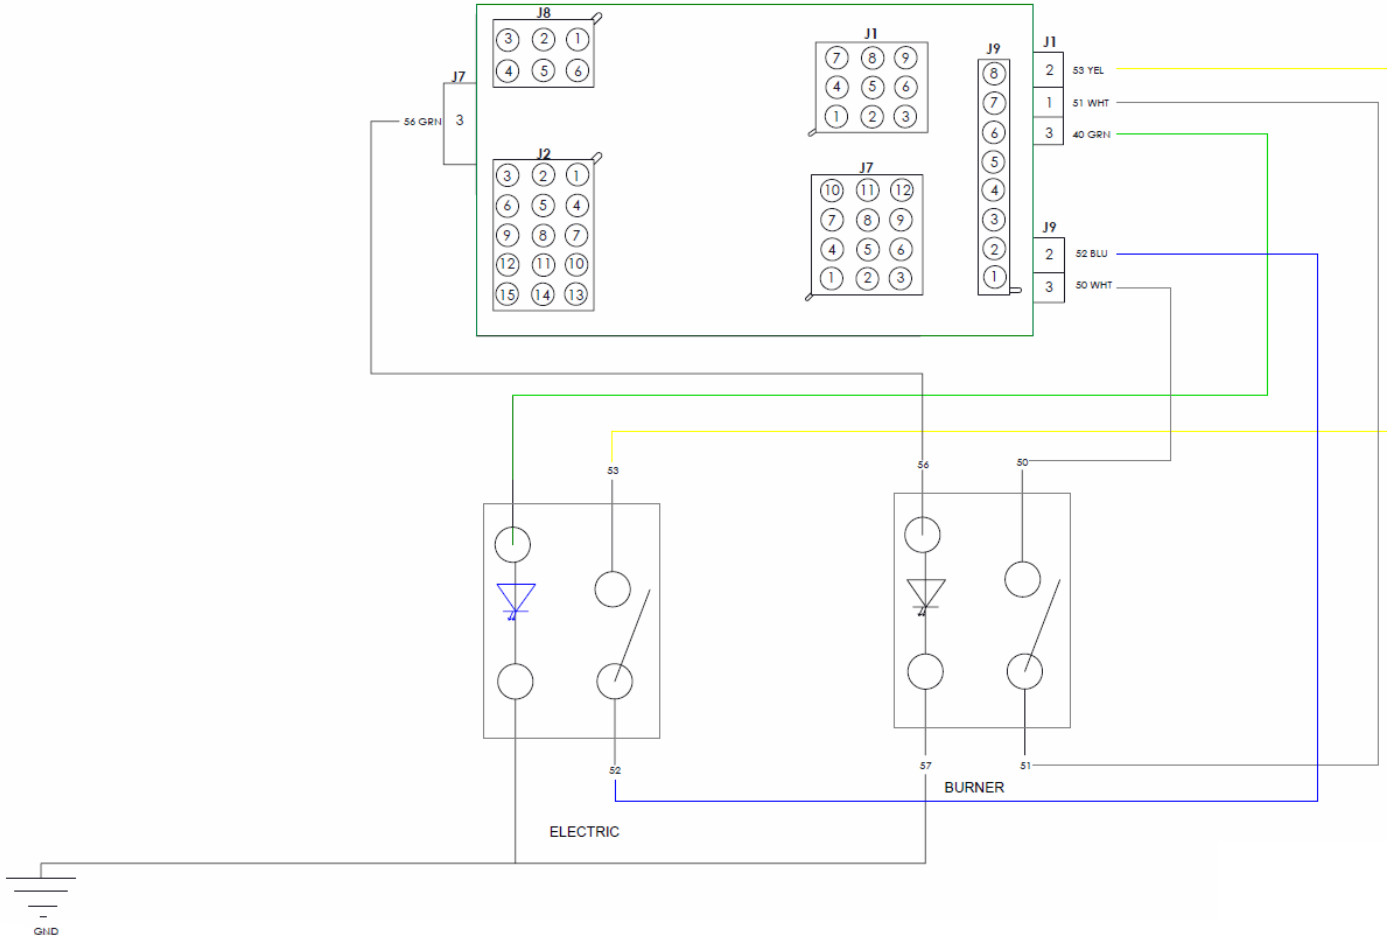 J8
3 2 1
4 5 6
J7
56 GRN 3
J2
3 2 1
6 5 4
9 8 7
12 11 10
15 14 13
J1
7 8 9
4 5 6
1 2 3
J7
10 11 12
7 8 9
4 5 6
1 2 3
J9
8
7
6
5
4
3
2
1
J1
2 53 YEL
1 51 WHT
3 40 GRN
J9
2 52 BLU
3 50 WHT
53
56
50
52
57
51
BURNER
ELECTRIC
GND